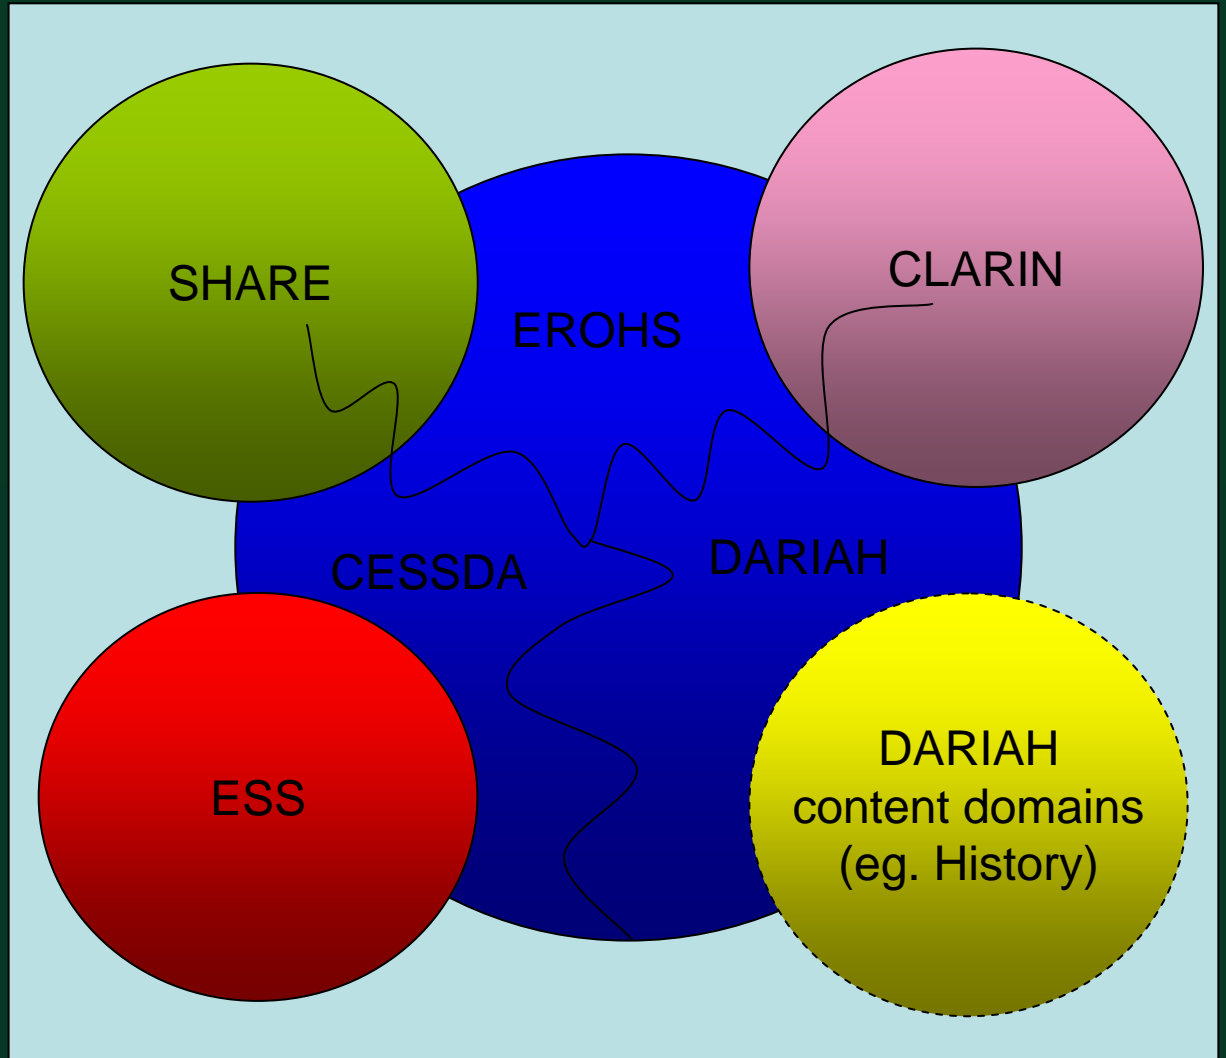 SHARE
CLARIN
EROHS
CESSDA
DARIAH
ESS
DARIAH
content domains
(eg. History)